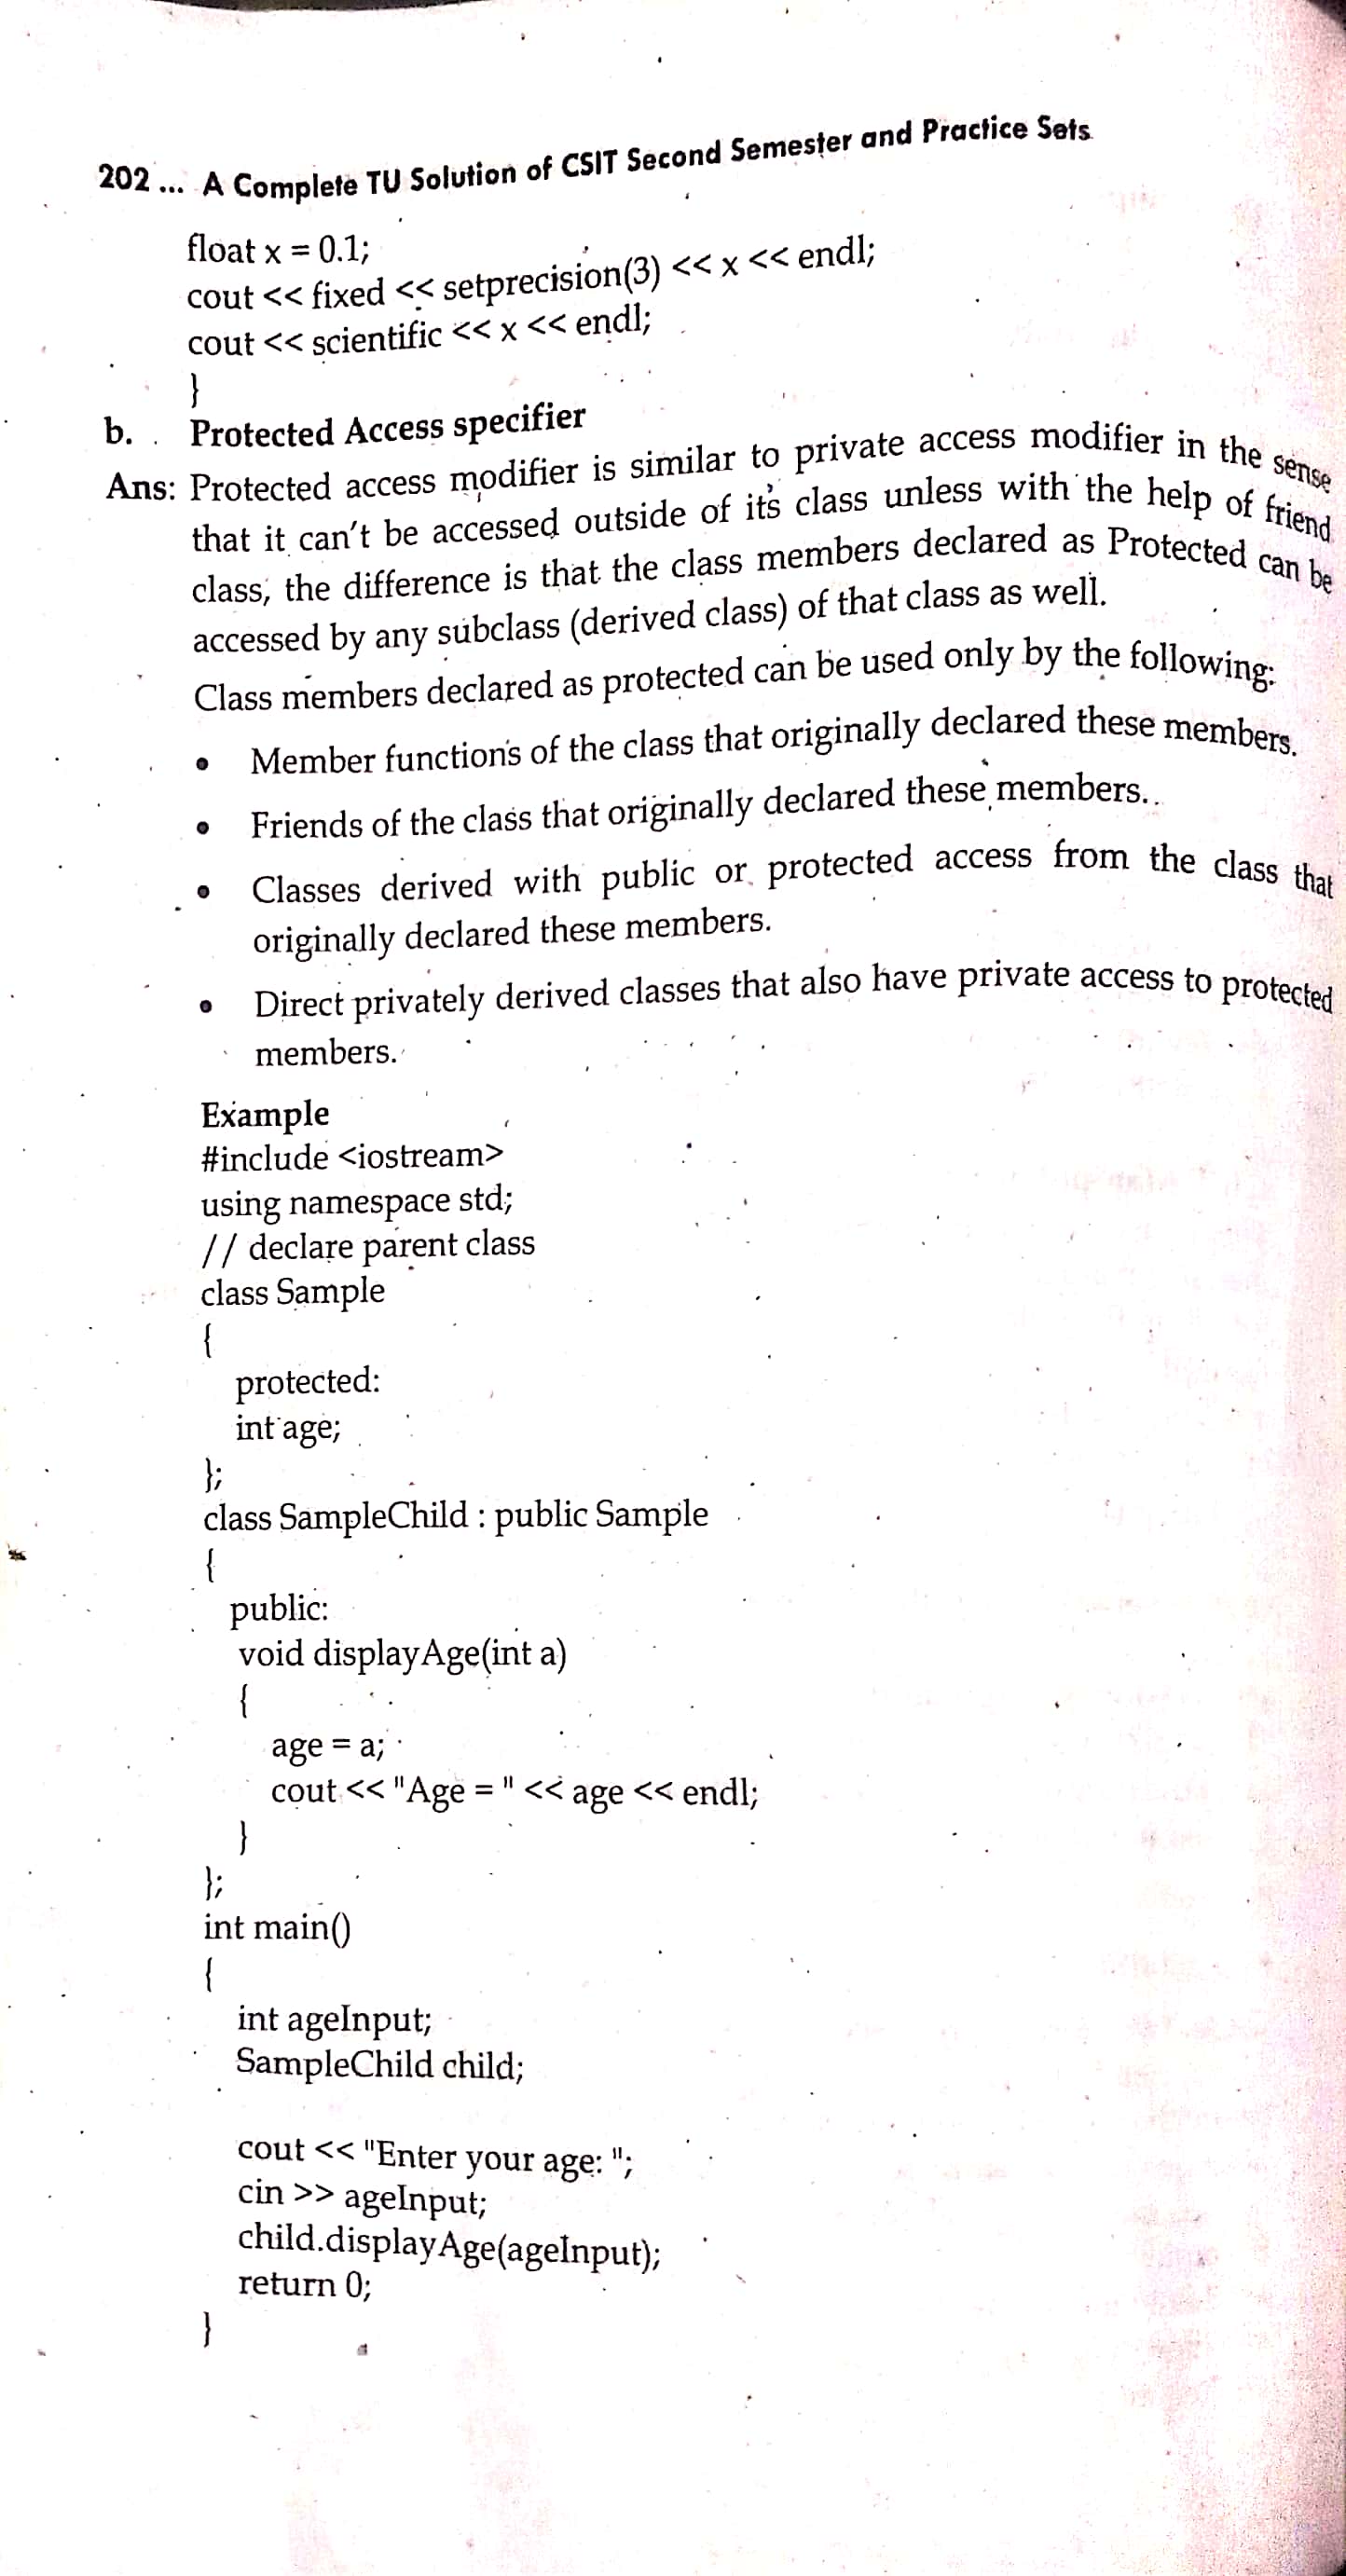 202 ... A Complete TU Solution of CSIT Second Semester and Practice Sets
float x = 0.1;
cout << fixed << setprecision(3) << x << endl;
cout << scientific << x << endl;
}
b. Protected Access specifier
Ans: Protected access modifier is similar to private access modifier in the sense
that it can't be accessed outside of it's class unless with the help of friend
class, the difference is that the class members declared as Protected can be
accessed by any subclass (derived class) of that class as well.
Class members declared as protected can be used only by the following:
• Member functions of the class that originally declared these members.
• Friends of the class that originally declared these members.
• Classes derived with public or protected access from the class that
originally declared these members.
• Direct privately derived classes that also have private access to protected
members.
Example
#include <iostream>
using namespace std;
// declare parent class
class Sample
{
protected:
int age;
};
class SampleChild : public Sample
{
public:
void displayAge(int a)
{
age = a;
cout << "Age = " << age << endl;
}
};
int main()
{
int ageInput;
SampleChild child;
cout << "Enter your age: ";
cin >> ageInput;
child.displayAge(ageInput);
return 0;
}